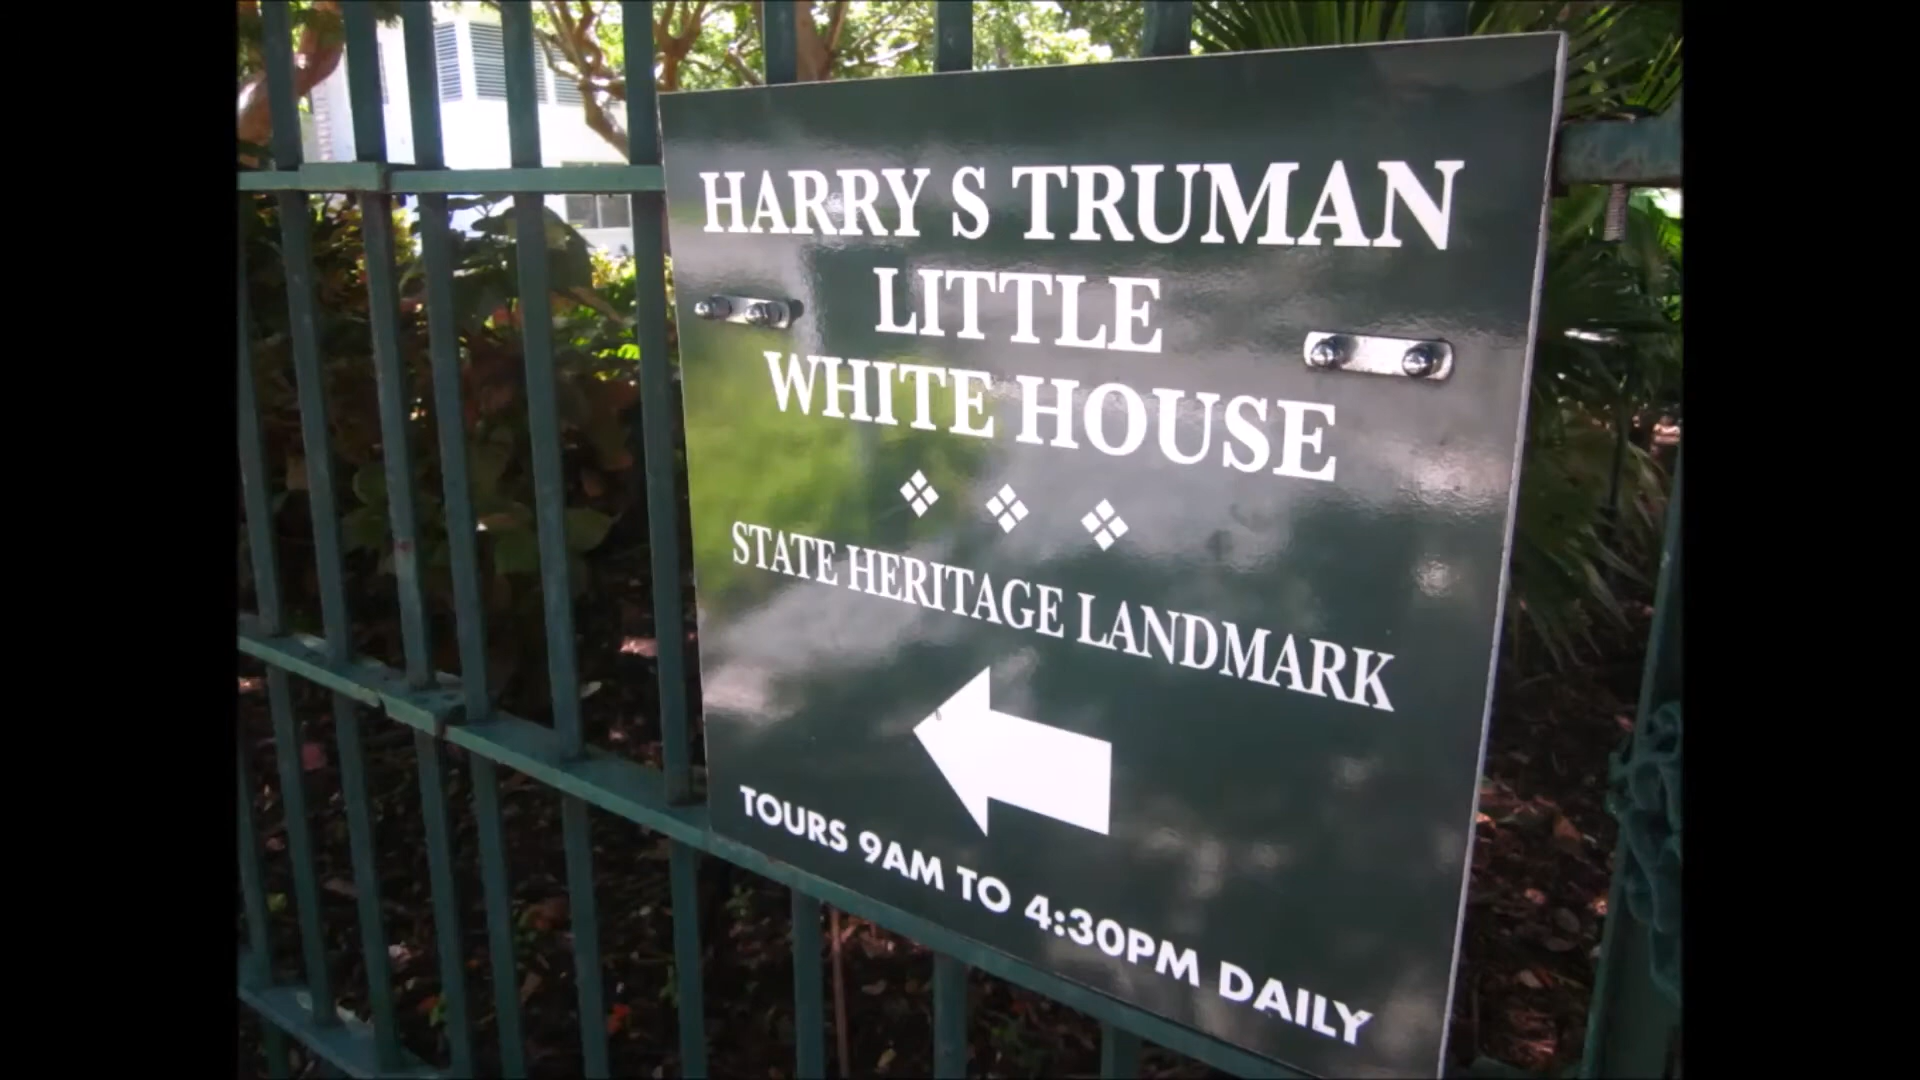 HARRY S TRUMAN
LITTLE
WHITE HOUSE
STATE HERITAGE LANDMARK
TOURS 9AM TO 4:30PM DAILY